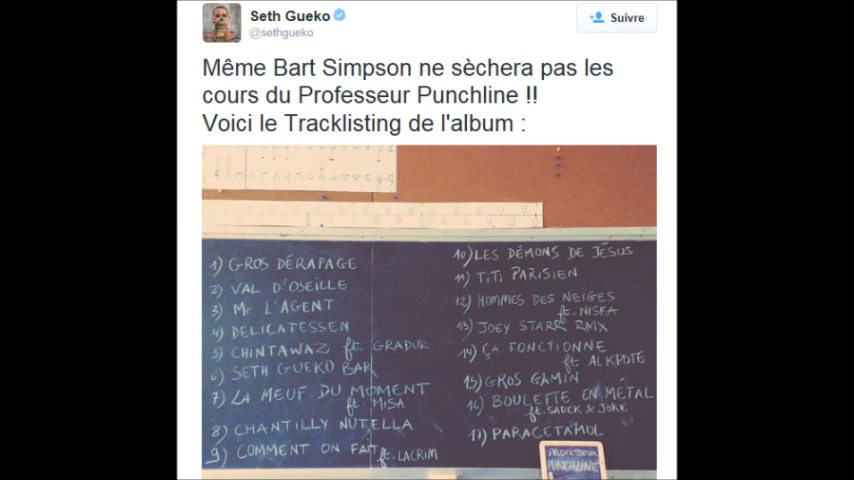 Seth Gueko
@sethgueko
Suivre
Même Bart Simpson ne sèchera pas les
cours du Professeur Punchline !!
Voici le Tracklisting de l'album :
1) GROS DÉRAPAGE
2) VAL D'OSEILLE
3) Mr L'AGENT
4) DELICATESSEN
5) CHINTAWAZ ft. GRADUR
6) SETH GUEKO BAR
7) LA MEUF DU MOMENT
ft. MISA
8) CHANTILLY NUTELLA
9) COMMENT ON FAIT ft. LACRIM
10) LES DÉMONS DE JÉSUS
11) TITI PARISIEN
12) HOMMES DES NEIGES
ft. NISKA
13) JOEY STARR RMX
14) ÇA FONCTIONNE
ft ALKPOTE
15) GROS GAMIN
16) BOULETTE EN MÉTAL
ft. SADEK & JOKE
17) PARACETAMOL
PROFESSEUR
PUNCHLINE